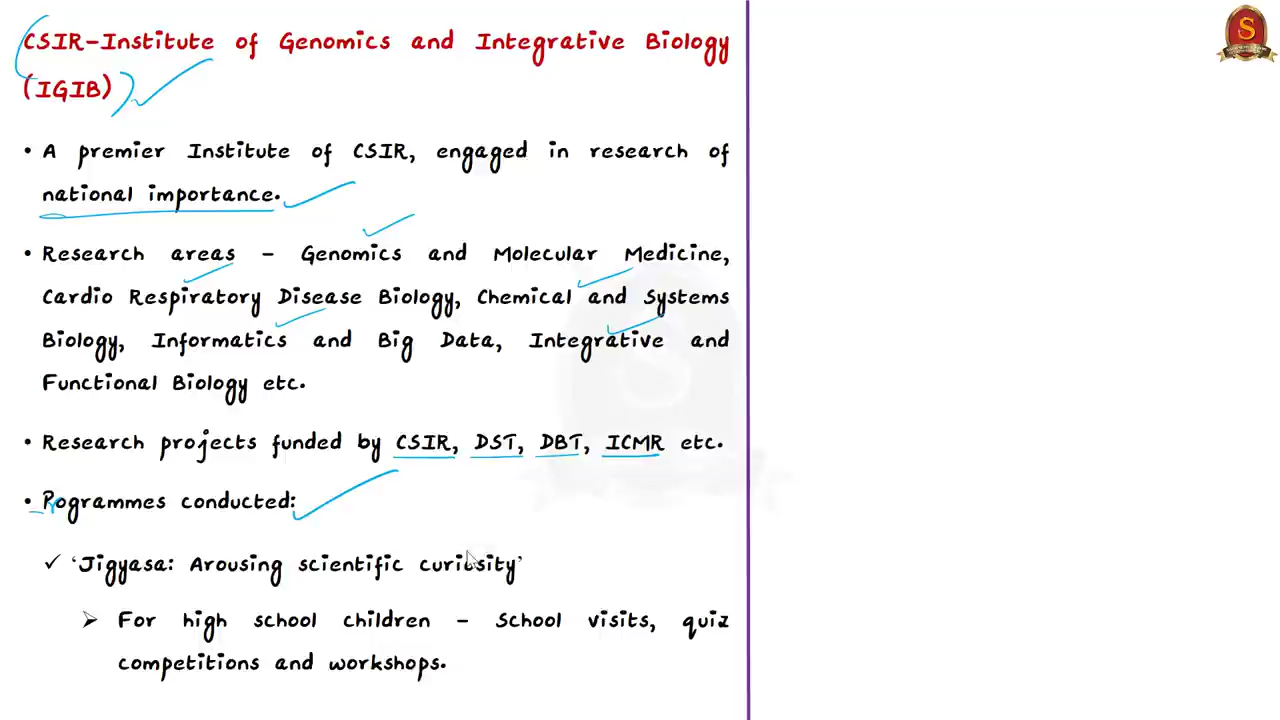 CSIR-Institute of Genomics and Integrative Biology
(IGIB)
• A premier Institute of CSIR, engaged in research of
national importance.
• Research areas – Genomics and Molecular Medicine,
Cardio Respiratory Disease Biology, Chemical and Systems
Biology, Informatics and Big Data, Integrative and
Functional Biology etc.
• Research projects funded by CSIR, DST, DBT, ICMR etc.
• Programmes conducted:
✓ 'Jigyasa: Arousing scientific curiosity'
➢ For high school children – School visits, quiz
competitions and workshops.
S